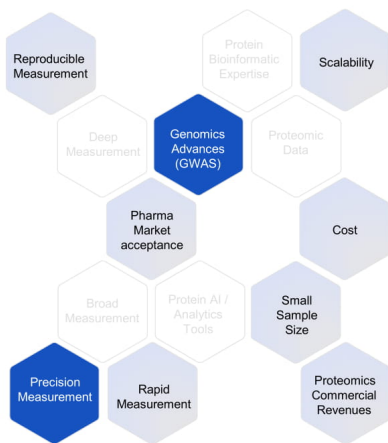 Reproducible
Measurement
Protein
Bioinformatic
Expertise
Scalability
Deep
Measurement
Genomics
Advances
(GWAS)
Proteomic
Data
Pharma
Market
acceptance
Cost
Broad
Measurement
Protein AI /
Analytics
Tools
Small
Sample
Size
Precision
Measurement
Rapid
Measurement
Proteomics
Commercial
Revenues